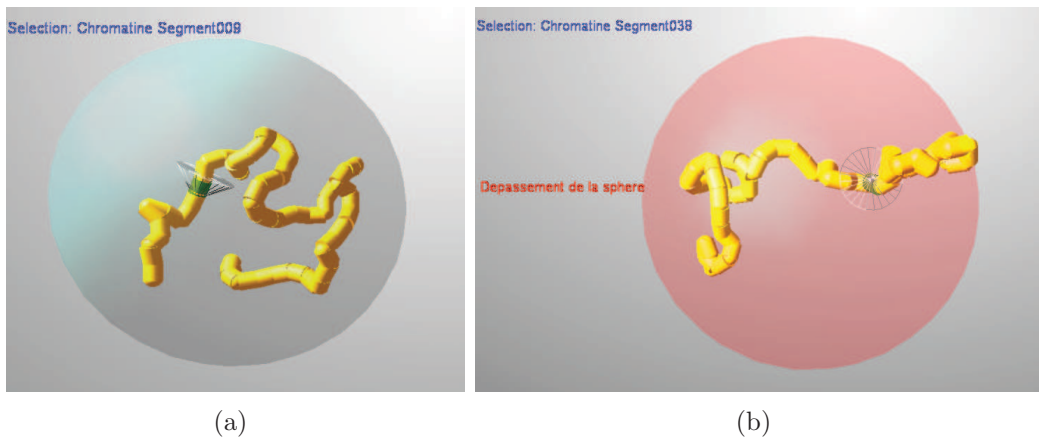 Selection: Chromatine Segment009
Selection: Chromatine Segment038
Depassement de la sphere
(a)
(b)